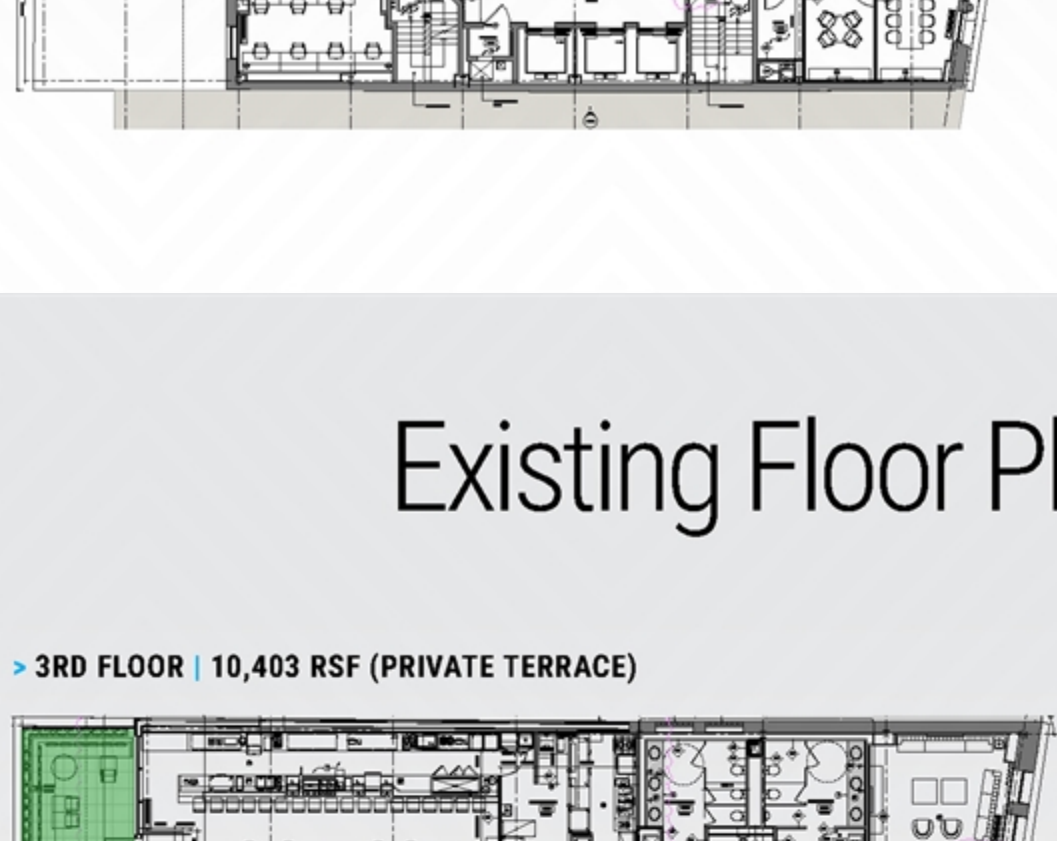 Existing Floor Pl
> 3RD FLOOR | 10,403 RSF (PRIVATE TERRACE)